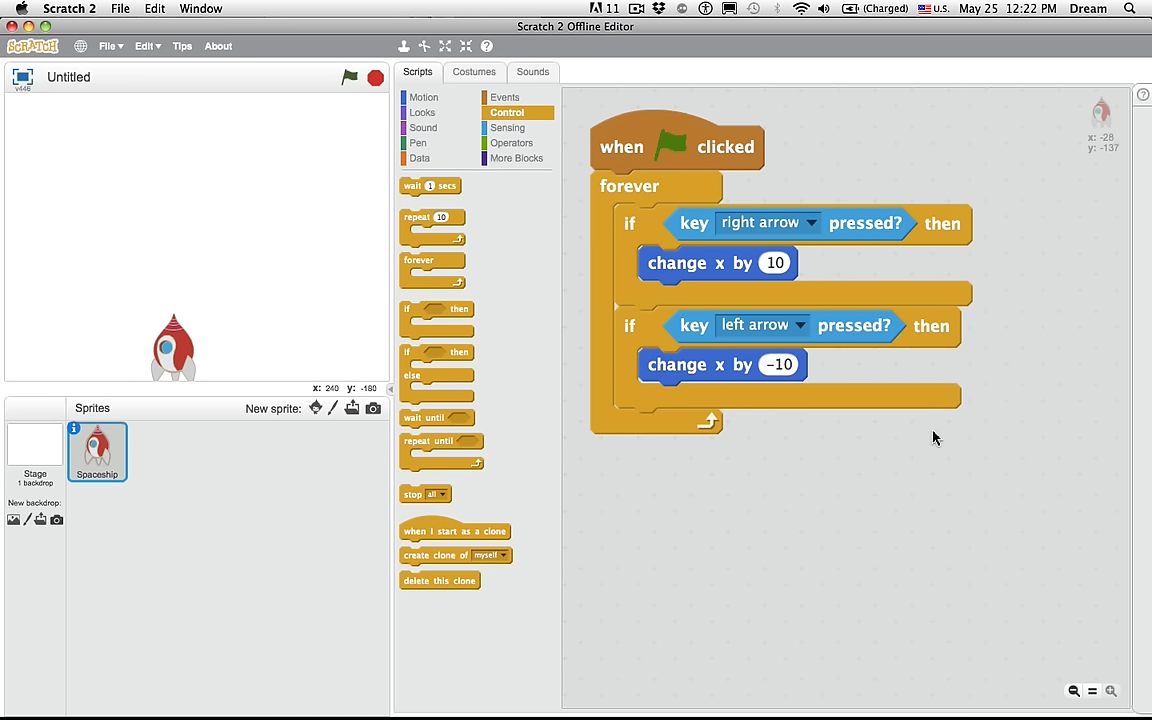 Scratch 2 File Edit Window A 11 (Charged) U.S. May 25 12:22 PM Dream
Scratch 2 Offline Editor
SCRATCH File▾ Edit▾ Tips About ?
Untitled
v446
Scripts Costumes Sounds
Motion Events
Looks Control
Sound Sensing
Pen Operators
Data More Blocks
wait 1 secs
repeat 10
forever
if then
if then
else
wait until
repeat until
stop all
when I start as a clone
create clone of myself
delete this clone
when clicked
forever
if key right arrow pressed? then
change x by 10
if key left arrow pressed? then
change x by -10
?
x: -28
y: -137
x: 240 y: -180
Sprites New sprite:
i
Spaceship
Stage
1 backdrop
New backdrop: